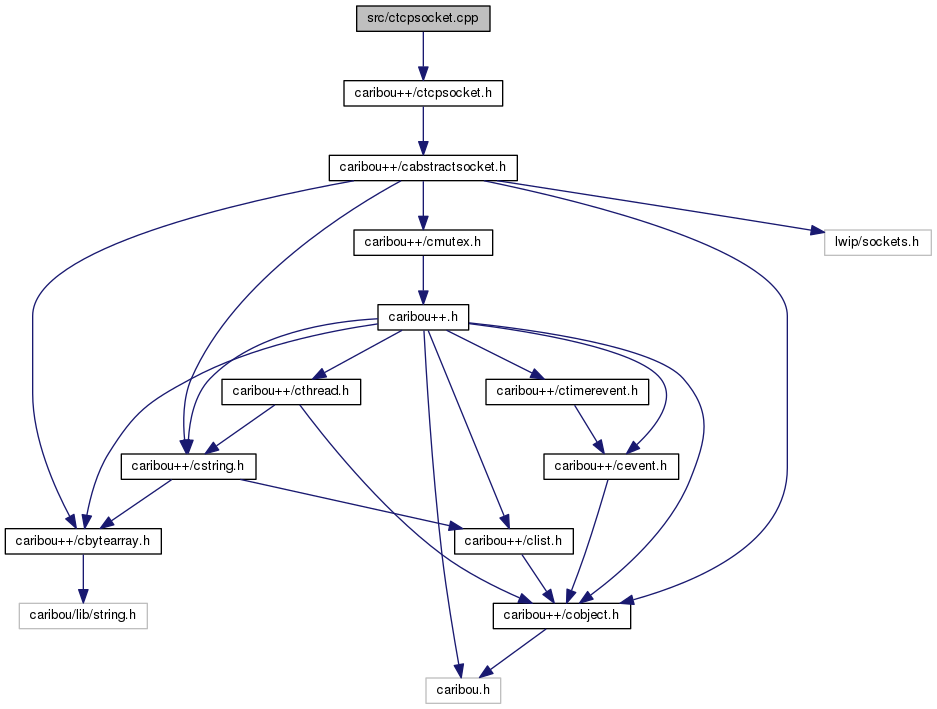 src/ctcpsocket.cpp
caribou++/ctcpsocket.h
caribou++/cabstractsocket.h
caribou++/cmutex.h
lwip/sockets.h
caribou++.h
caribou++/cthread.h
caribou++/ctimerevent.h
caribou++/cstring.h
caribou++/cevent.h
caribou++/cbytearray.h
caribou++/clist.h
caribou/lib/string.h
caribou++/cobject.h
caribou.h